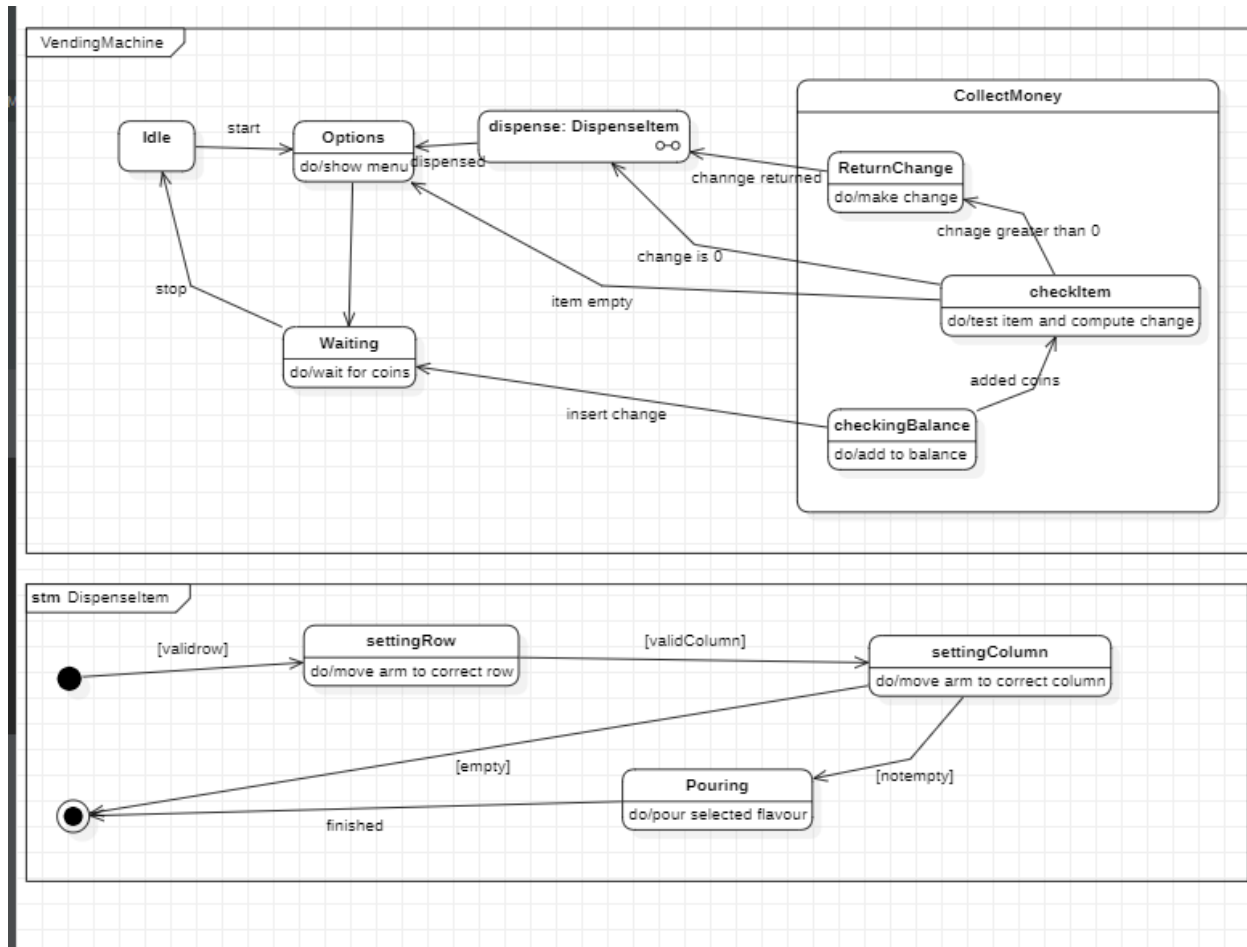 VendingMachine
CollectMoney
Idle
start
Options
do/show menu
dispense: DispenseItem
dispensed
channge returned
ReturnChange
do/make change
chnage greater than 0
change is 0
item empty
checkItem
do/test item and compute change
stop
Waiting
do/wait for coins
added coins
insert change
checkingBalance
do/add to balance
stm DispenseItem
[validrow]
settingRow
do/move arm to correct row
[validColumn]
settingColumn
do/move arm to correct column
[empty]
[notempty]
Pouring
do/pour selected flavour
finished